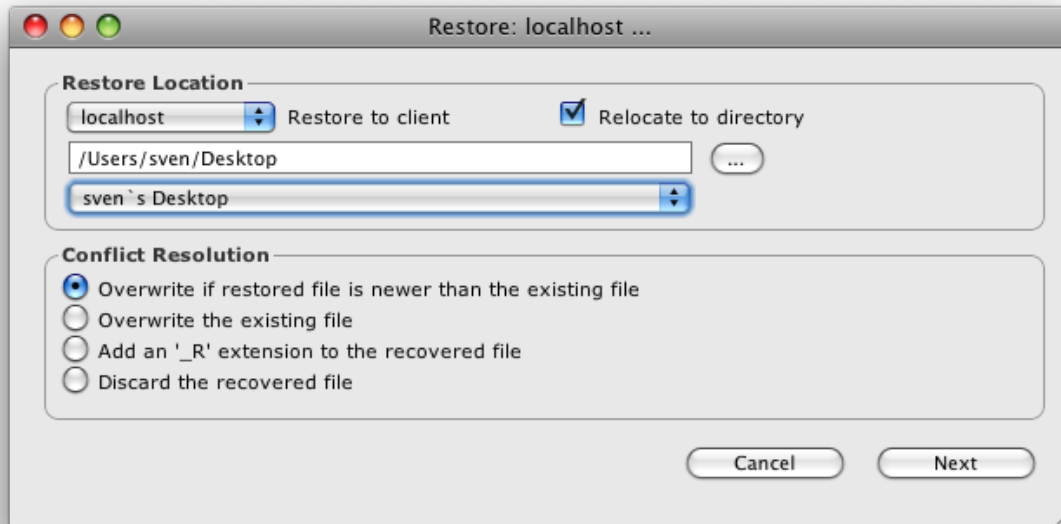 Restore: localhost ...
Restore Location
localhost Restore to client Relocate to directory
/Users/sven/Desktop ...
sven`s Desktop
Conflict Resolution
Overwrite if restored file is newer than the existing file
Overwrite the existing file
Add an '_R' extension to the recovered file
Discard the recovered file
Cancel Next